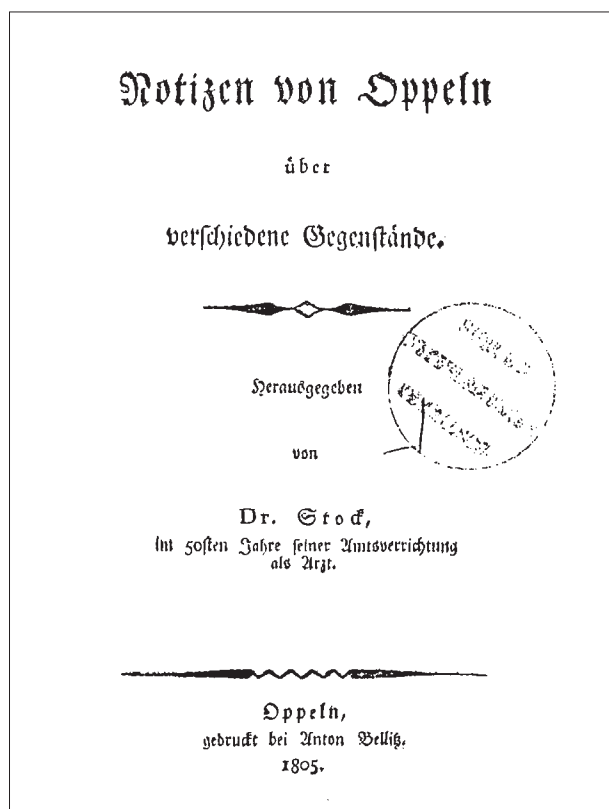 Notizen von Oppeln
über
verschiedene Gegenstände.
Herausgegeben
von
Dr. Stock,
im 50sten Jahre seiner Amtsverrichtung
als Arzt.
Oppeln,
gedruckt bei Anton Bellitz.
1805.